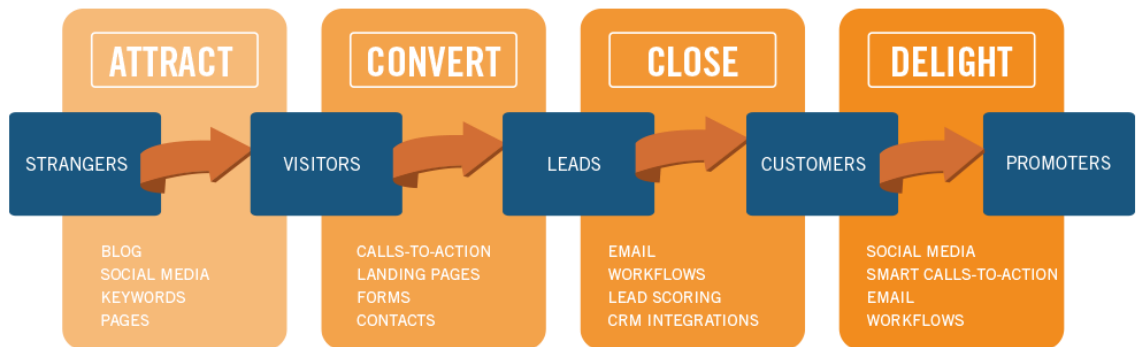 ATTRACT
CONVERT
CLOSE
DELIGHT
STRANGERS
VISITORS
LEADS
CUSTOMERS
PROMOTERS
BLOG
SOCIAL MEDIA
KEYWORDS
PAGES
CALLS-TO-ACTION
LANDING PAGES
FORMS
CONTACTS
EMAIL
WORKFLOWS
LEAD SCORING
CRM INTEGRATIONS
SOCIAL MEDIA
SMART CALLS-TO-ACTION
EMAIL
WORKFLOWS